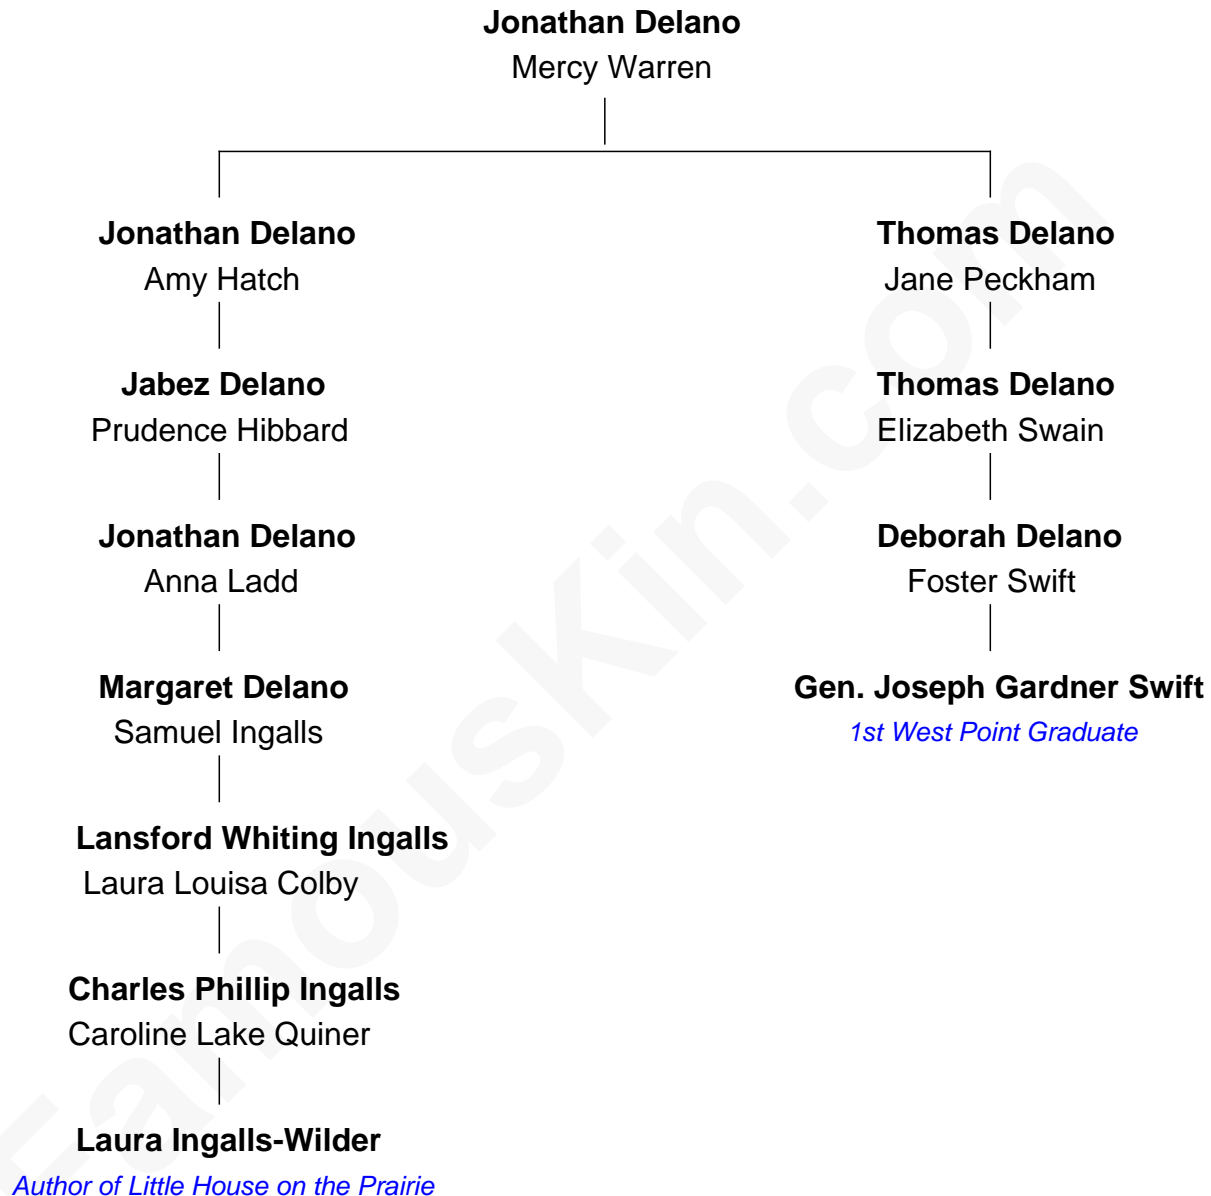 Jonathan Delano
Mercy Warren
Jonathan Delano
Amy Hatch
Thomas Delano
Jane Peckham
Jabez Delano
Prudence Hibbard
Thomas Delano
Elizabeth Swain
Jonathan Delano
Anna Ladd
Deborah Delano
Foster Swift
Margaret Delano
Samuel Ingalls
Gen. Joseph Gardner Swift
1st West Point Graduate
Lansford Whiting Ingalls
Laura Louisa Colby
Charles Phillip Ingalls
Caroline Lake Quiner
Laura Ingalls-Wilder
Author of Little House on the Prairie
FamousKin.com